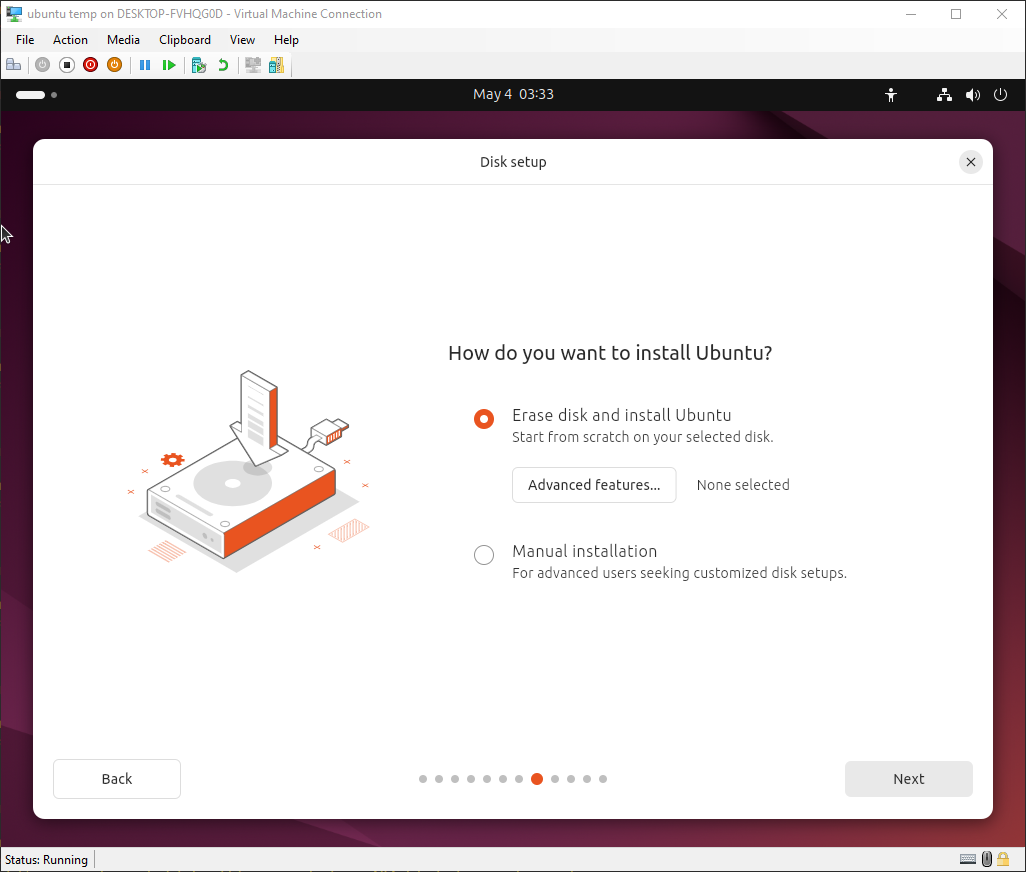 ubuntu temp on DESKTOP-FVHQG0D - Virtual Machine Connection
File Action Media Clipboard View Help
May 4 03:33
Disk setup
How do you want to install Ubuntu?
Erase disk and install Ubuntu
Start from scratch on your selected disk.
Advanced features... None selected
Manual installation
For advanced users seeking customized disk setups.
Back Next
Status: Running